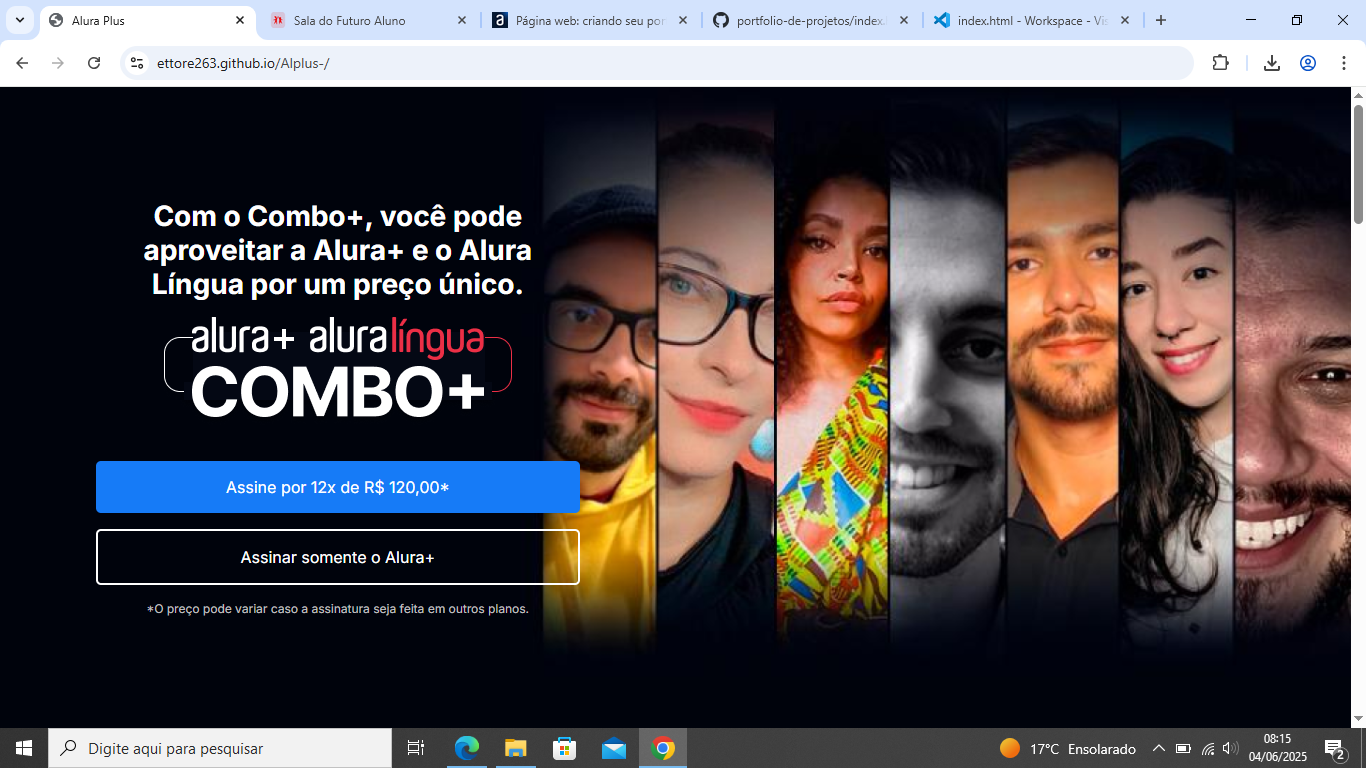 Alura Plus
Sala do Futuro Aluno
Página web: criando seu por
portfolio-de-projetos/index.
index.html - Workspace - Vis
ettore263.github.io/Alplus-/
Com o Combo+, você pode
aproveitar a Alura+ e o Alura
Língua por um preço único.
alura+ aluralíngua
COMBO+
Assine por 12x de R$ 120,00*
Assinar somente o Alura+
*O preço pode variar caso a assinatura seja feita em outros planos.
Digite aqui para pesquisar
17°C Ensolarado
08:15
04/06/2025
2